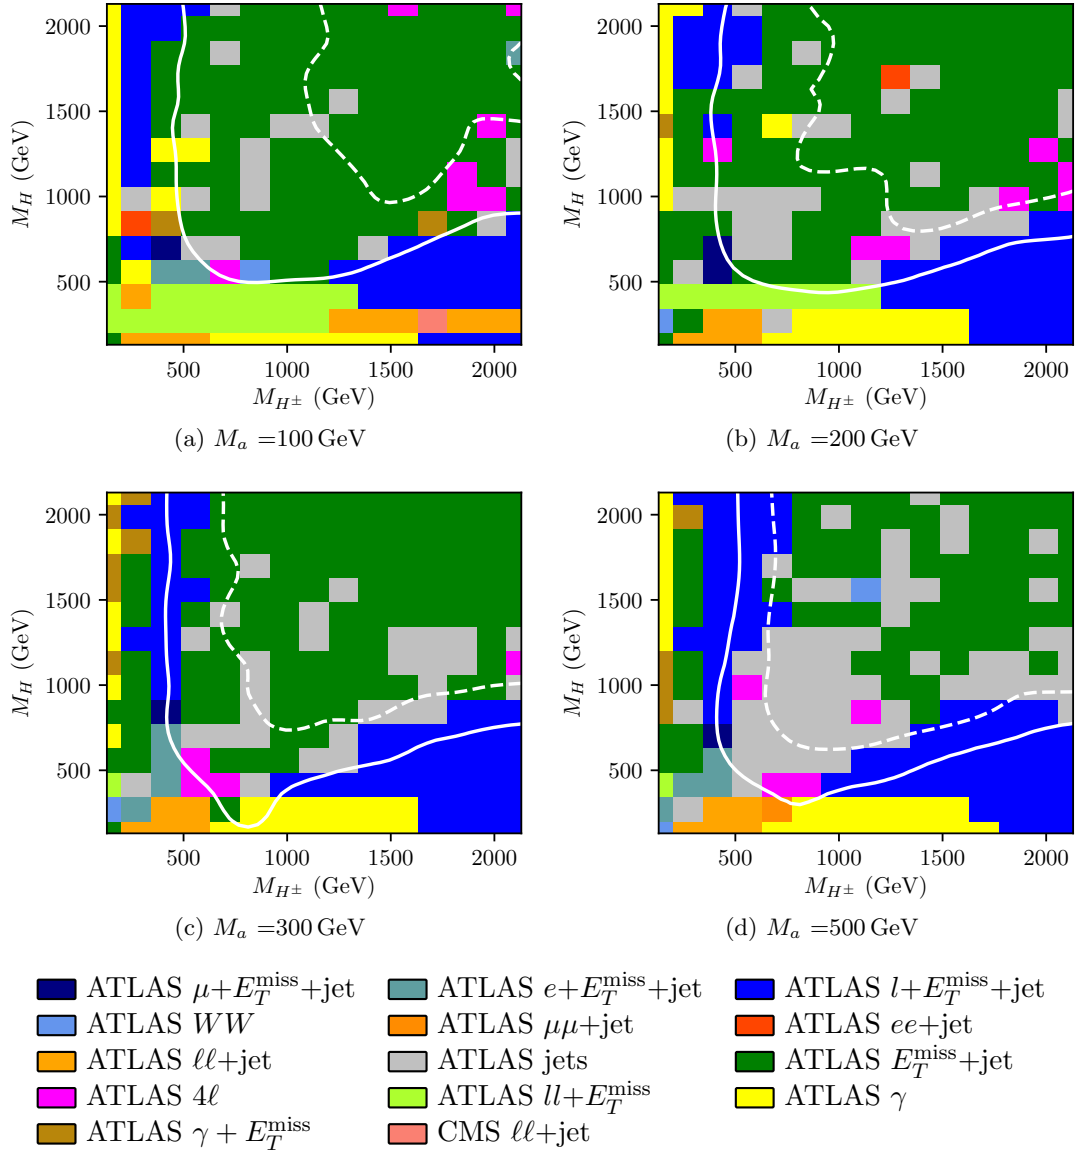 2000
1500
1000
500
M_H (GeV)
500 1000 1500 2000
M_{H^±} (GeV)
(a) M_a =100 GeV
2000
1500
1000
500
M_H (GeV)
500 1000 1500 2000
M_{H^±} (GeV)
(b) M_a =200 GeV
2000
1500
1000
500
M_H (GeV)
500 1000 1500 2000
M_{H^±} (GeV)
(c) M_a =300 GeV
2000
1500
1000
500
M_H (GeV)
500 1000 1500 2000
M_{H^±} (GeV)
(d) M_a =500 GeV
ATLAS μ+E_T^{miss}+jet ATLAS e+E_T^{miss}+jet ATLAS l+E_T^{miss}+jet
ATLAS WW ATLAS μμ+jet ATLAS ee+jet
ATLAS ℓℓ+jet ATLAS jets ATLAS E_T^{miss}+jet
ATLAS 4ℓ ATLAS ll+E_T^{miss} ATLAS γ
ATLAS γ + E_T^{miss} CMS ℓℓ+jet